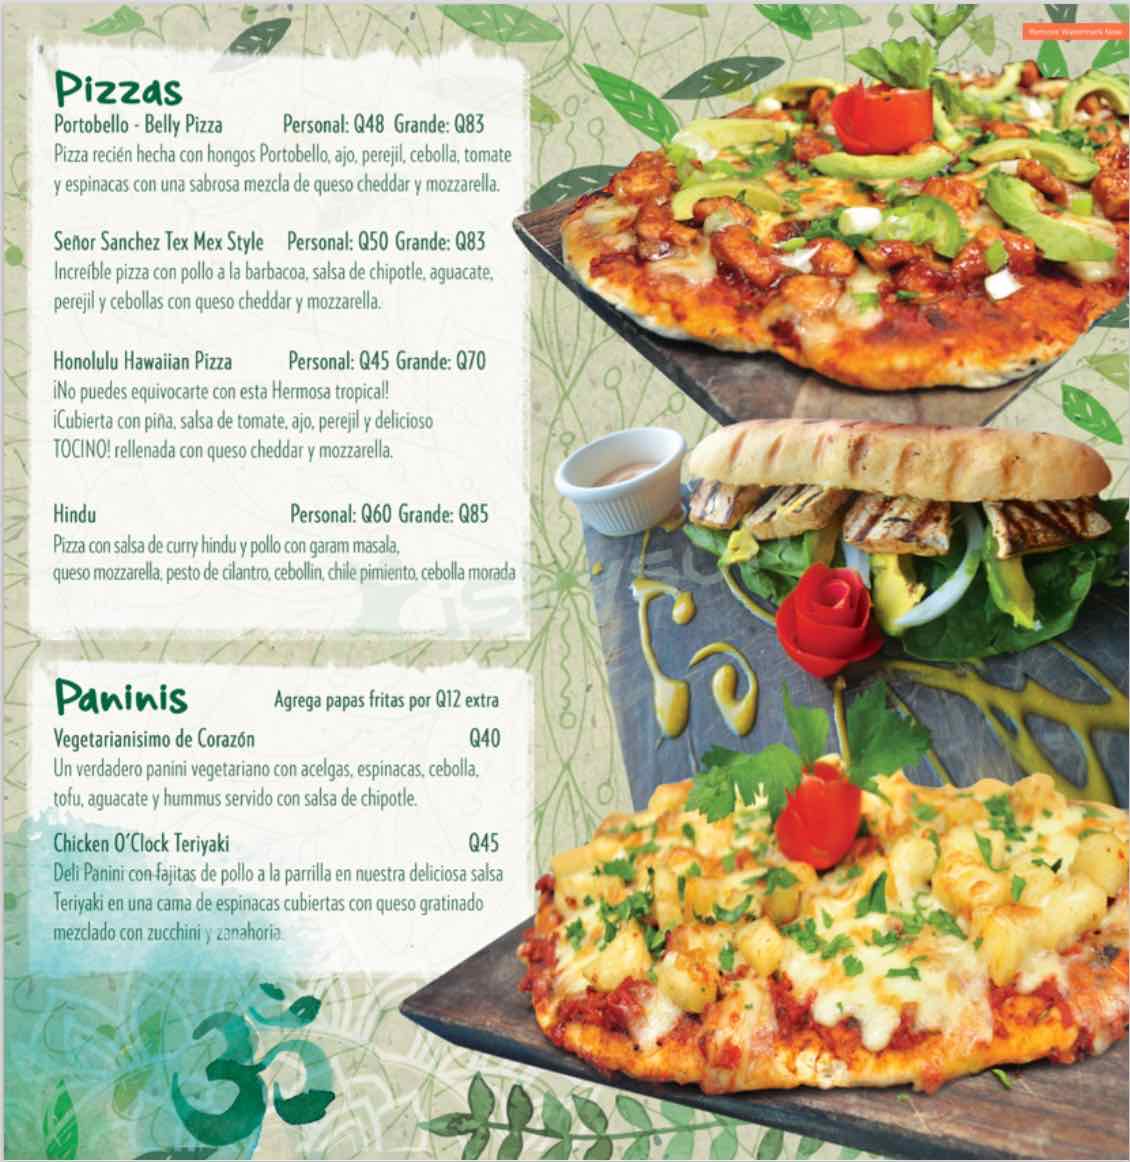 Remove Watermark Now
Pizzas
Portobello - Belly Pizza Personal: Q48 Grande: Q83
Pizza recién hecha con hongos Portobello, ajo, perejil, cebolla, tomate
y espinacas con una sabrosa mezcla de queso cheddar y mozzarella.
Señor Sanchez Tex Mex Style Personal: Q50 Grande: Q83
Increíble pizza con pollo a la barbacoa, salsa de chipotle, aguacate,
perejil y cebollas con queso cheddar y mozzarella.
Honolulu Hawaiian Pizza Personal: Q45 Grande: Q70
¡No puedes equivocarte con esta Hermosa tropical!
¡Cubierta con piña, salsa de tomate, ajo, perejil y delicioso
TOCINO! rellenada con queso cheddar y mozzarella.
Hindu Personal: Q60 Grande: Q85
Pizza con salsa de curry hindu y pollo con garam masala,
queso mozzarella, pesto de cilantro, cebollin, chile pimiento, cebolla morada
Paninis Agrega papas fritas por Q12 extra
Vegetarianisimo de Corazón Q40
Un verdadero panini vegetariano con acelgas, espinacas, cebolla,
tofu, aguacate y hummus servido con salsa de chipotle.
Chicken O'Clock Teriyaki Q45
Deli Panini con fajitas de pollo a la parrilla en nuestra deliciosa salsa
Teriyaki en una cama de espinacas cubiertas con queso gratinado
mezclado con zucchini y zanahoria.
ॐ